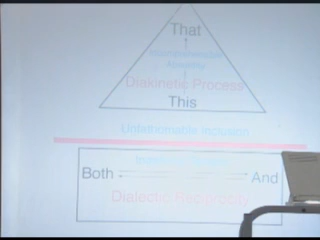 That
Diakinetic Process
This
Unfathomable Inclusion
Both
And
Dialectic Reciprocity